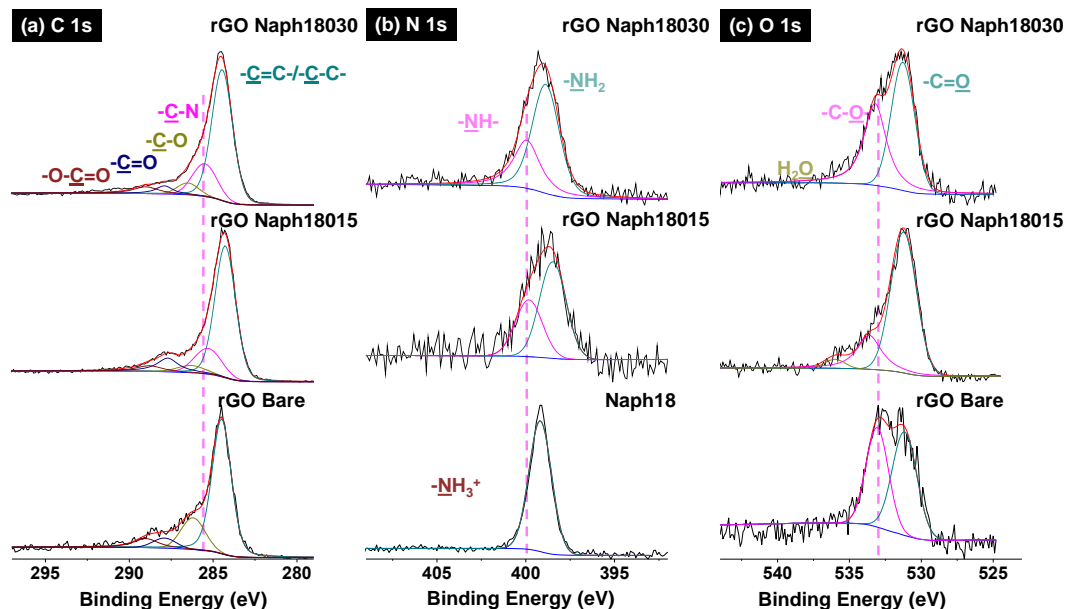 (a) C 1s
rGO Naph18030
-C=C-/-C-C-
-C-N
-C-O
-C=O
-O-C=O
rGO Naph18015
rGO Bare
295 290 285 280
Binding Energy (eV)
(b) N 1s
rGO Naph18030
-NH₂
-NH-
rGO Naph18015
Naph18
-NH₃⁺
405 400 395
Binding Energy (eV)
(c) O 1s
rGO Naph18030
-C=O
-C-O-
H₂O
rGO Naph18015
rGO Bare
540 535 530 525
Binding Energy (eV)